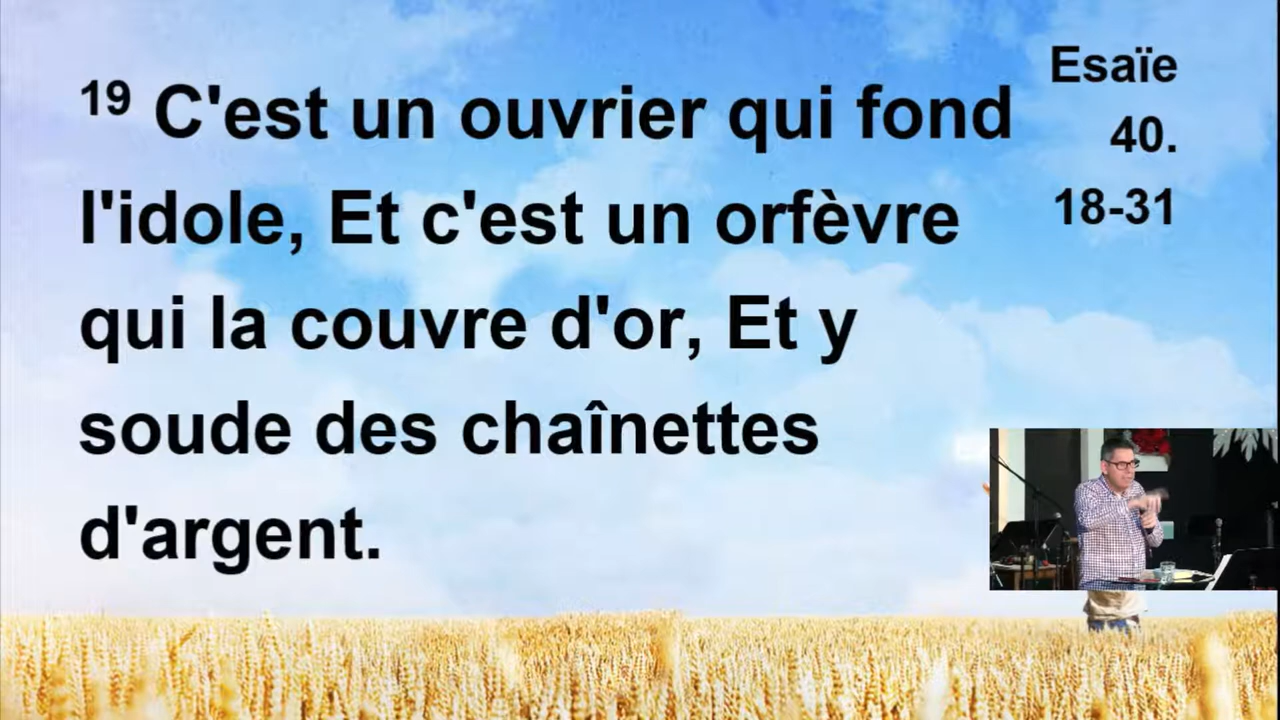 19 C'est un ouvrier qui fond
l'idole, Et c'est un orfèvre
qui la couvre d'or, Et y
soude des chaînettes
d'argent.
Esaïe
40.
18-31